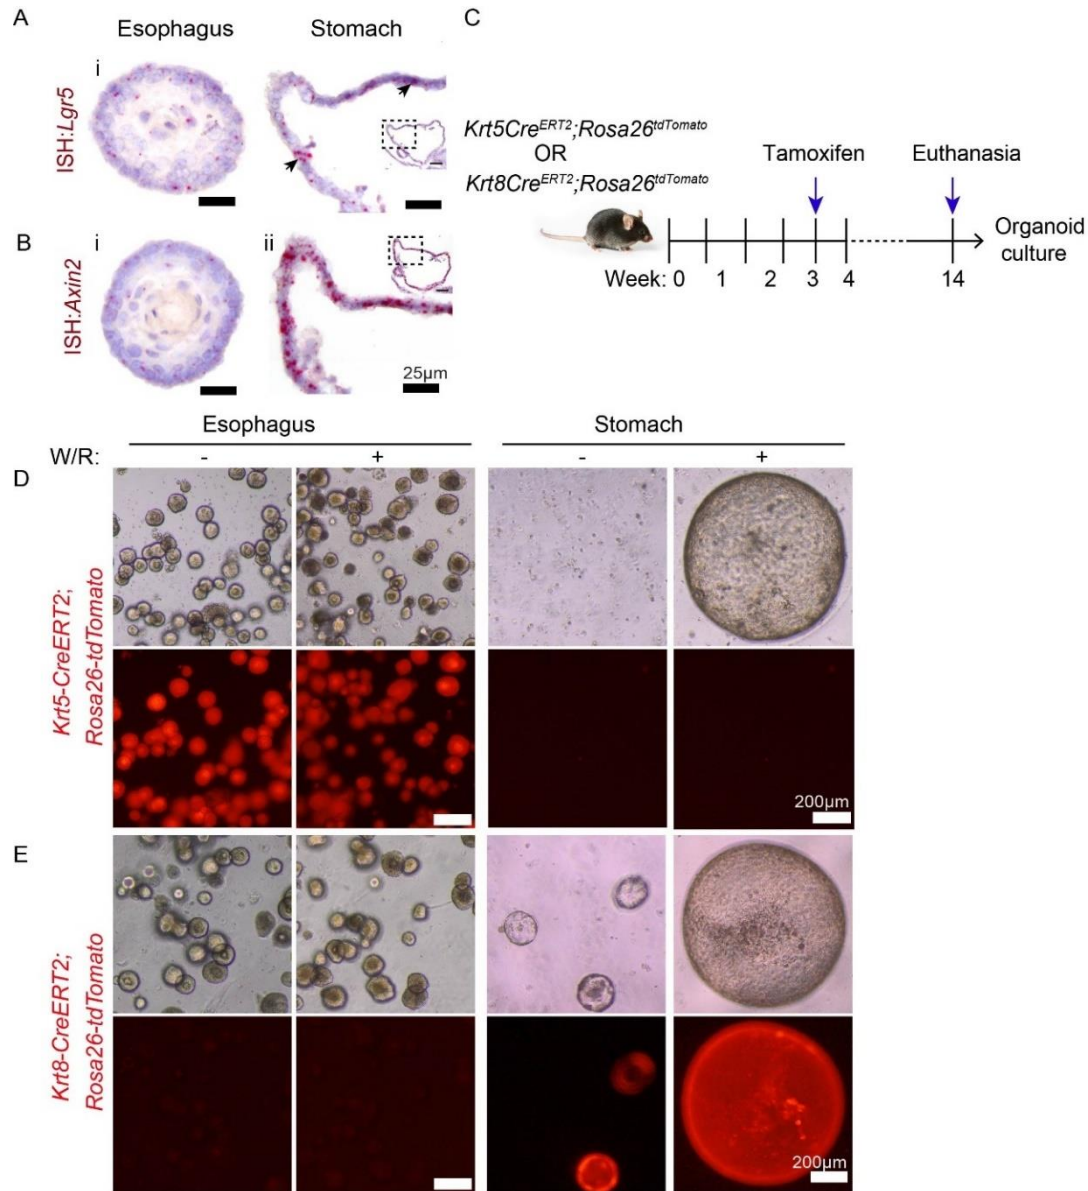 A
Esophagus
Stomach
C
i
ISH:Lgr5
B
i
ii
ISH:Axin2
25µm
Krt5Cre^ERT2;Rosa26^tdTomato
OR
Krt8Cre^ERT2;Rosa26^tdTomato
Tamoxifen
Euthanasia
Organoid
culture
Week: 0 1 2 3 4 14
Esophagus
Stomach
W/R: - + - +
D
Krt5-CreERT2;
Rosa26-tdTomato
200µm
E
Krt8-CreERT2;
Rosa26-tdTomato
200µm